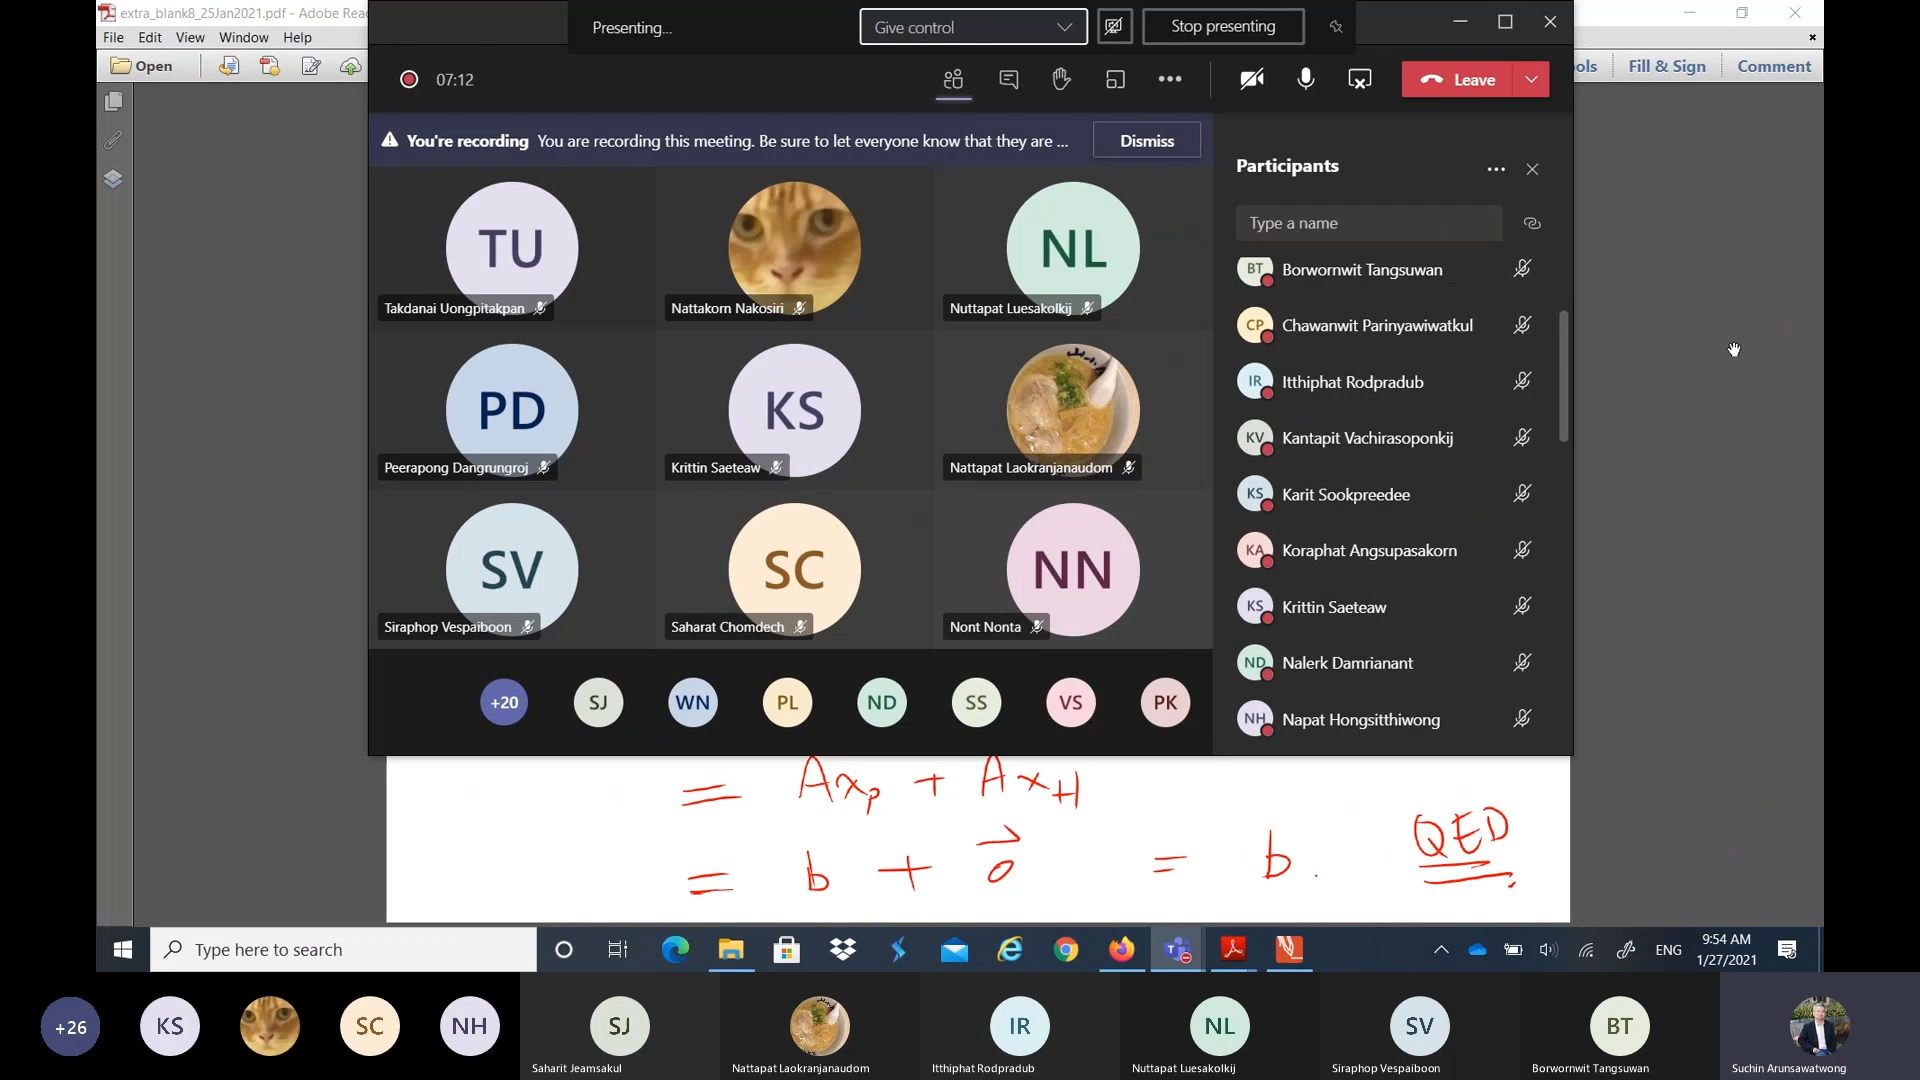 extra_blank8_25Jan2021.pdf - Adobe Rea
File Edit View Window Help
Open
Fill & Sign
Comment
Presenting...
Give control
Stop presenting
07:12
Leave
You're recording You are recording this meeting. Be sure to let everyone know that they are ...
Dismiss
Participants
Type a name
TU
Takdanai Uongpitakpan
Nattakorn Nakosiri
NL
Nuttapat Luesakolkij
PD
Peerapong Dangrungroj
KS
Krittin Saeteaw
Nattapat Laokranjanaudom
SV
Siraphop Vespaiboon
SC
Saharat Chomdech
NN
Nont Nonta
+20 SJ WN PL ND SS VS PK
BT Borwornwit Tangsuwan
CP Chawanwit Parinyawiwatkul
IR Itthiphat Rodpradub
KV Kantapit Vachirasoponkij
KS Karit Sookpreedee
KA Koraphat Angsupasakorn
KS Krittin Saeteaw
ND Nalerk Damrianant
NH Napat Hongsitthiwong
= Ax_p + Ax_H
= b + \vec{0} = b. QED
Type here to search
ENG
9:54 AM
1/27/2021
+26 KS SC NH
SJ
Saharit Jeamsakul
Nattapat Laokranjanaudom
IR
Itthiphat Rodpradub
NL
Nuttapat Luesakolkij
SV
Siraphop Vespaiboon
BT
Borwornwit Tangsuwan
Suchin Arunsawatwong